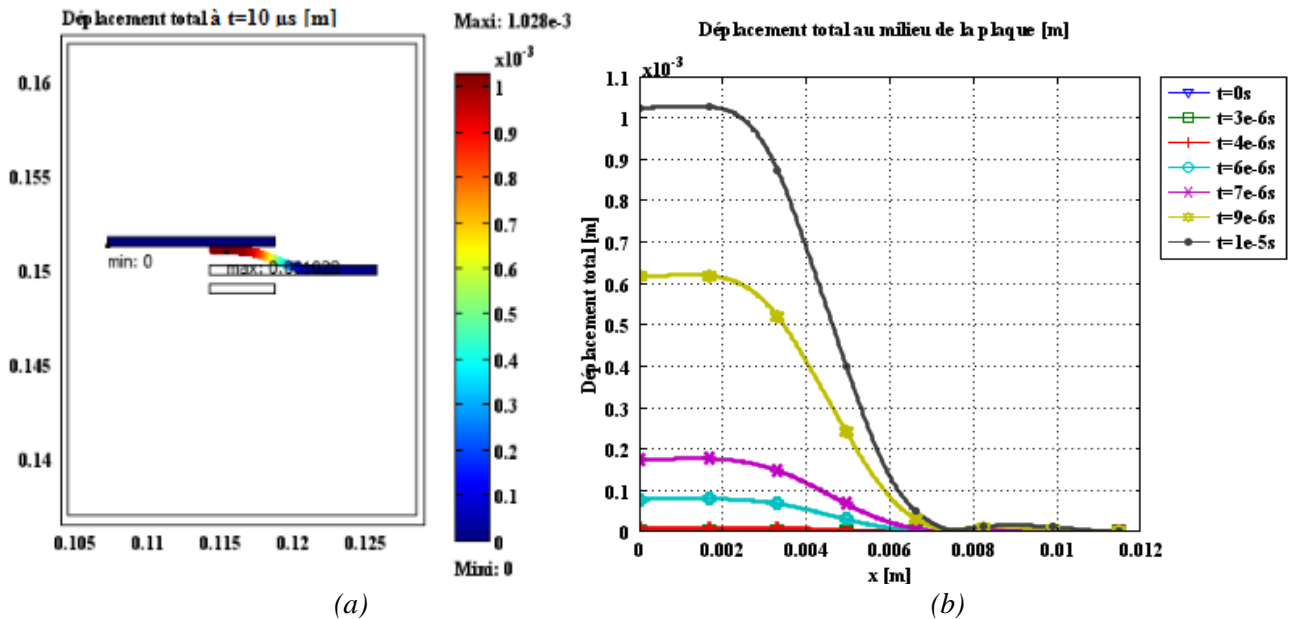 Déplacement total à t=10 µs [m]
Maxi: 1.028e-3
x10⁻³
0.16
0.155
0.15
0.145
0.14
min: 0
0.105 0.11 0.115 0.12 0.125
1
0.9
0.8
0.7
0.6
0.5
0.4
0.3
0.2
0.1
0
Mini: 0
(a)
Déplacement total au milieu de la plaque [m]
x10⁻³
1.1
1
0.9
0.8
0.7
0.6
0.5
0.4
0.3
0.2
0.1
0
Déplacement total [m]
0 0.002 0.004 0.006 0.008 0.01 0.012
x [m]
t=0s
t=3e-6s
t=4e-6s
t=6e-6s
t=7e-6s
t=9e-6s
t=1e-5s
(b)